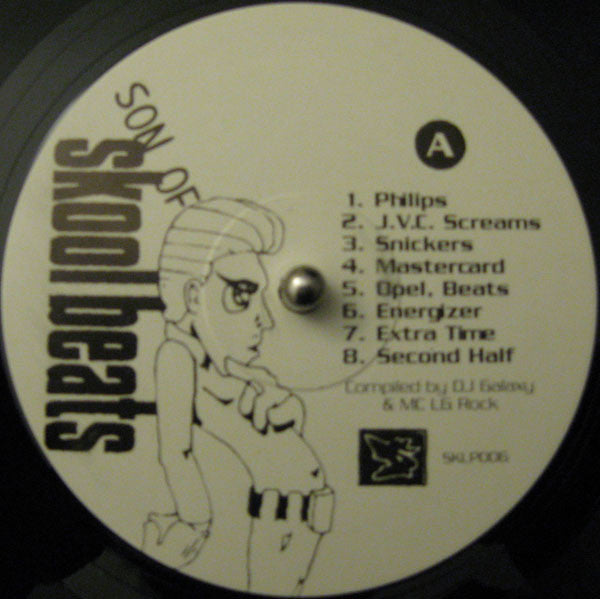 SON OF
skool beats
A
1. Philips
2. J.V.C. Screams
3. Snickers
4. Mastercard
5. Opel, Beats
6. Energizer
7. Extra Time
8. Second Half
Compiled by DJ Galaxy
& MC LG Rock
SKLP006